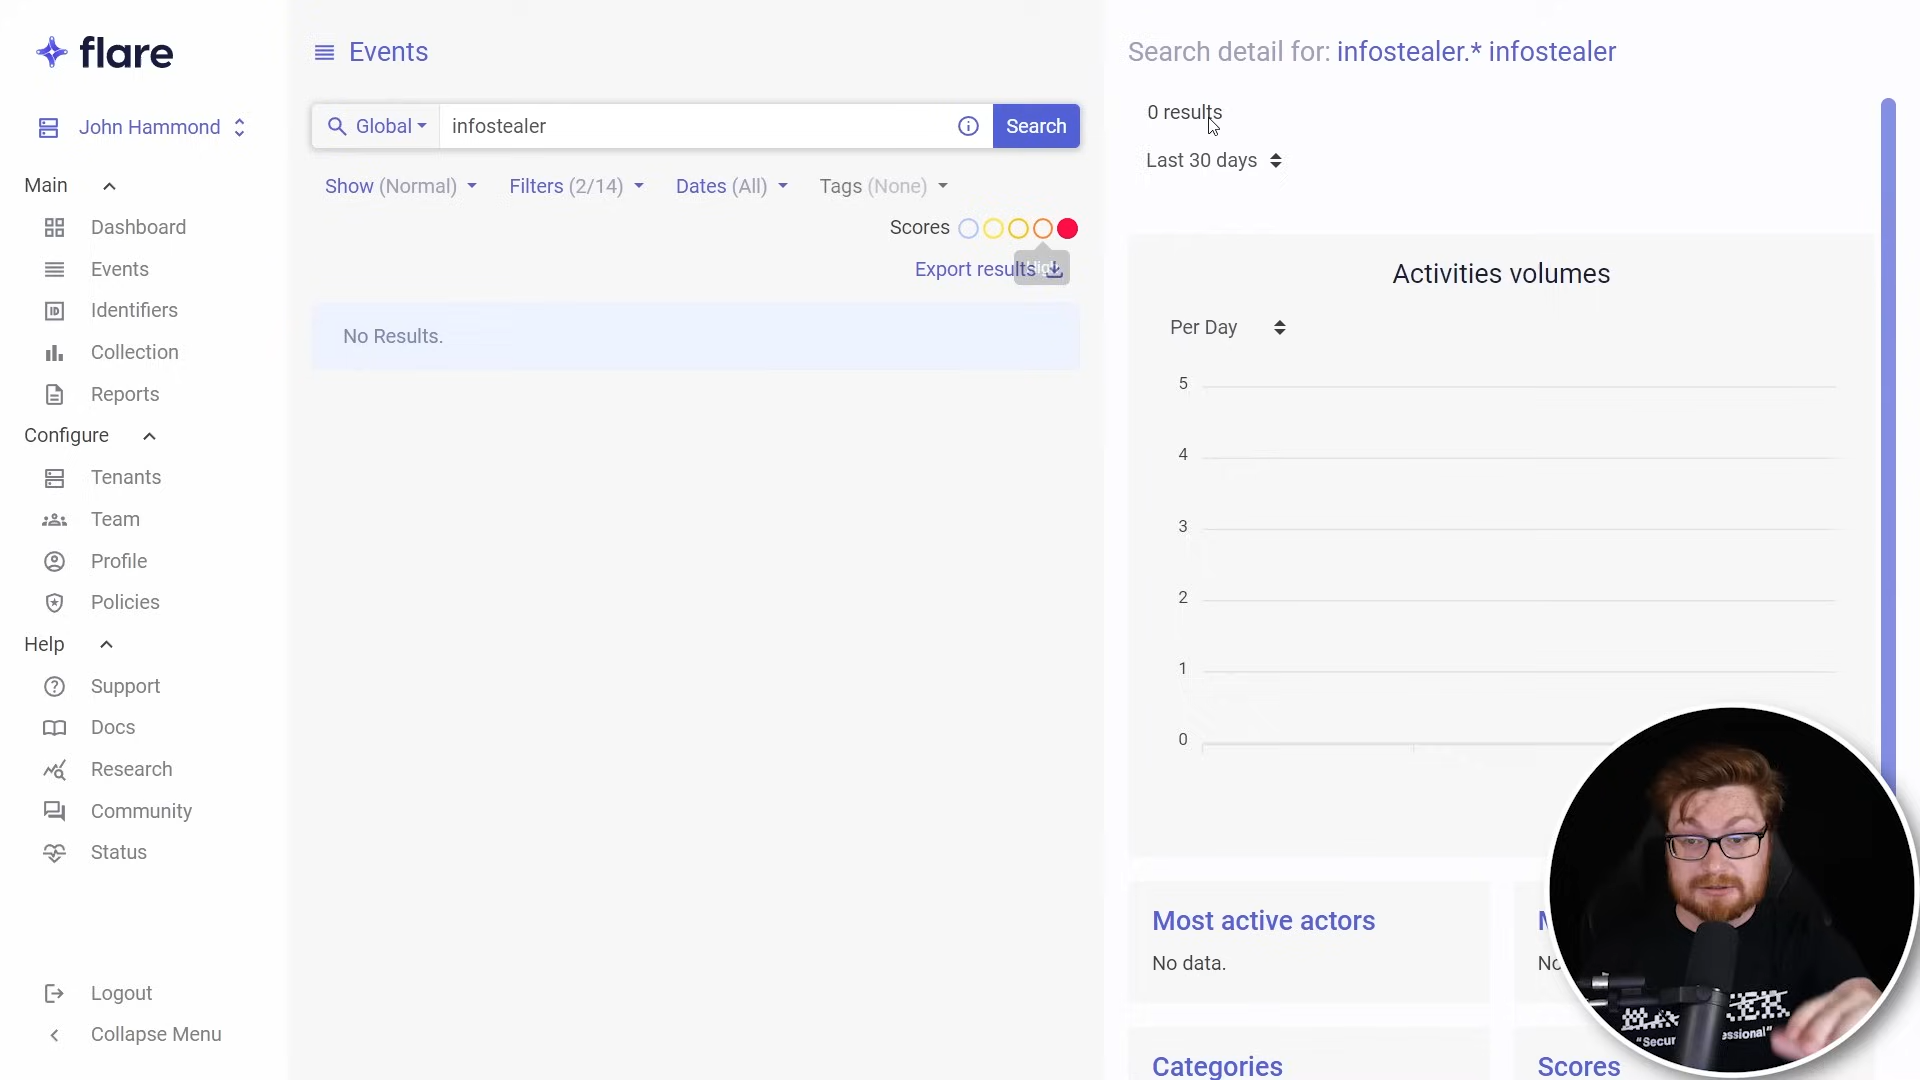 flare
John Hammond
Main
Dashboard
Events
Identifiers
Collection
Reports
Configure
Tenants
Team
Profile
Policies
Help
Support
Docs
Research
Community
Status
Logout
Collapse Menu
Events
Global
infostealer
Search
Show (Normal)
Filters (2/14)
Dates (All)
Tags (None)
Scores
Export results
No Results.
Search detail for: infostealer.* infostealer
0 results
Last 30 days
Activities volumes
Per Day
5
4
3
2
1
0
Most active actors
No data.
Categories
Scores